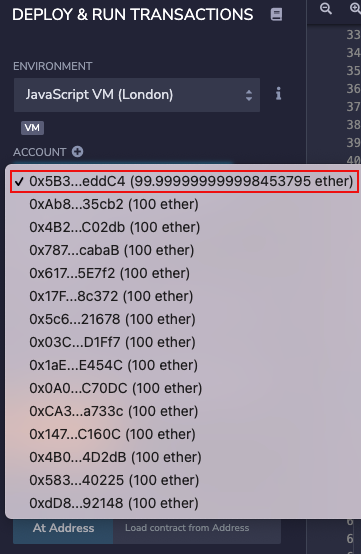 DEPLOY & RUN TRANSACTIONS
ENVIRONMENT
JavaScript VM (London)
VM
ACCOUNT
✓ 0x5B3...eddC4 (99.999999999998453795 ether)
0xAb8...35cb2 (100 ether)
0x4B2...C02db (100 ether)
0x787...cabaB (100 ether)
0x617...5E7f2 (100 ether)
0x17F...8c372 (100 ether)
0x5c6...21678 (100 ether)
0x03C...D1Ff7 (100 ether)
0x1aE...E454C (100 ether)
0x0A0...C70DC (100 ether)
0xCA3...a733c (100 ether)
0x147...C160C (100 ether)
0x4B0...4D2dB (100 ether)
0x583...40225 (100 ether)
0xdD8...92148 (100 ether)
At Address
Load contract from Address
33
34
35
36
37
38
39